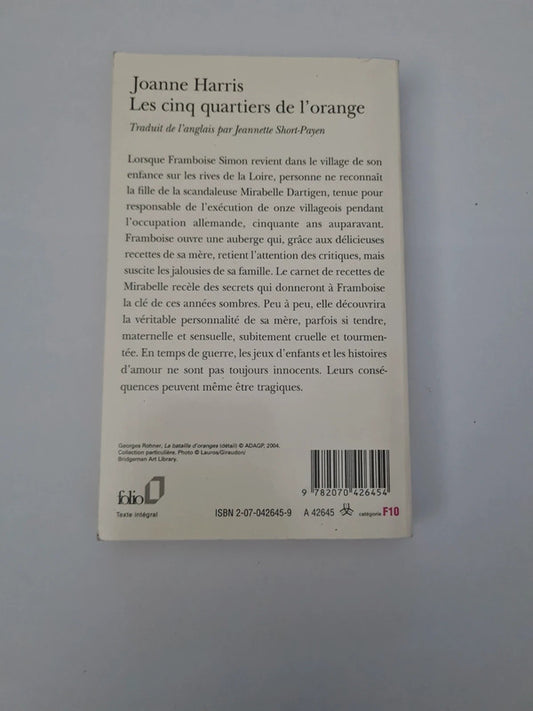 Joanne Harris
Les cinq quartiers de l'orange
Traduit de l'anglais par Jeannette Short-Payen
Lorsque Framboise Simon revient dans le village de son
enfance sur les rives de la Loire, personne ne reconnaît
la fille de la scandaleuse Mirabelle Dartigen, tenue pour
responsable de l'exécution de onze villageois pendant
l'occupation allemande, cinquante ans auparavant.
Framboise ouvre une auberge qui, grâce aux délicieuses
recettes de sa mère, retient l'attention des critiques, mais
suscite les jalousies de sa famille. Le carnet de recettes de
Mirabelle recèle des secrets qui donneront à Framboise
la clé de ces années sombres. Peu à peu, elle découvrira
la véritable personnalité de sa mère, parfois si tendre,
maternelle et sensuelle, subitement cruelle et tourmen-
tée. En temps de guerre, les jeux d'enfants et les histoires
d'amour ne sont pas toujours innocents. Leurs consé-
quences peuvent même être tragiques.
Georges Rohner, La bataille d'oranges (détail) © ADAGP, 2004.
Collection particulière. Photo © Lauros/Giraudon/
Bridgeman Art Library.
9 782070 426454
folio
Texte intégral
ISBN 2-07-042645-9 A 42645 catégorie F10